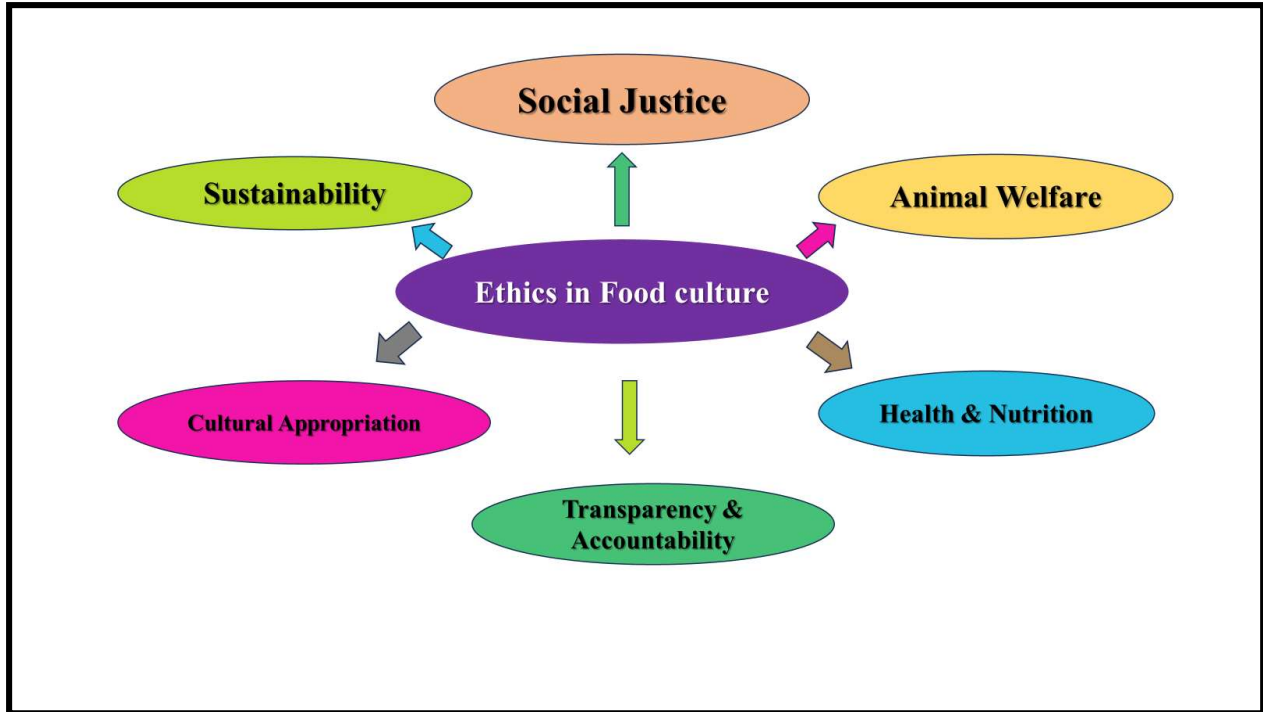 Social Justice
Sustainability
Animal Welfare
Ethics in Food culture
Cultural Appropriation
Health & Nutrition
Transparency &
Accountability